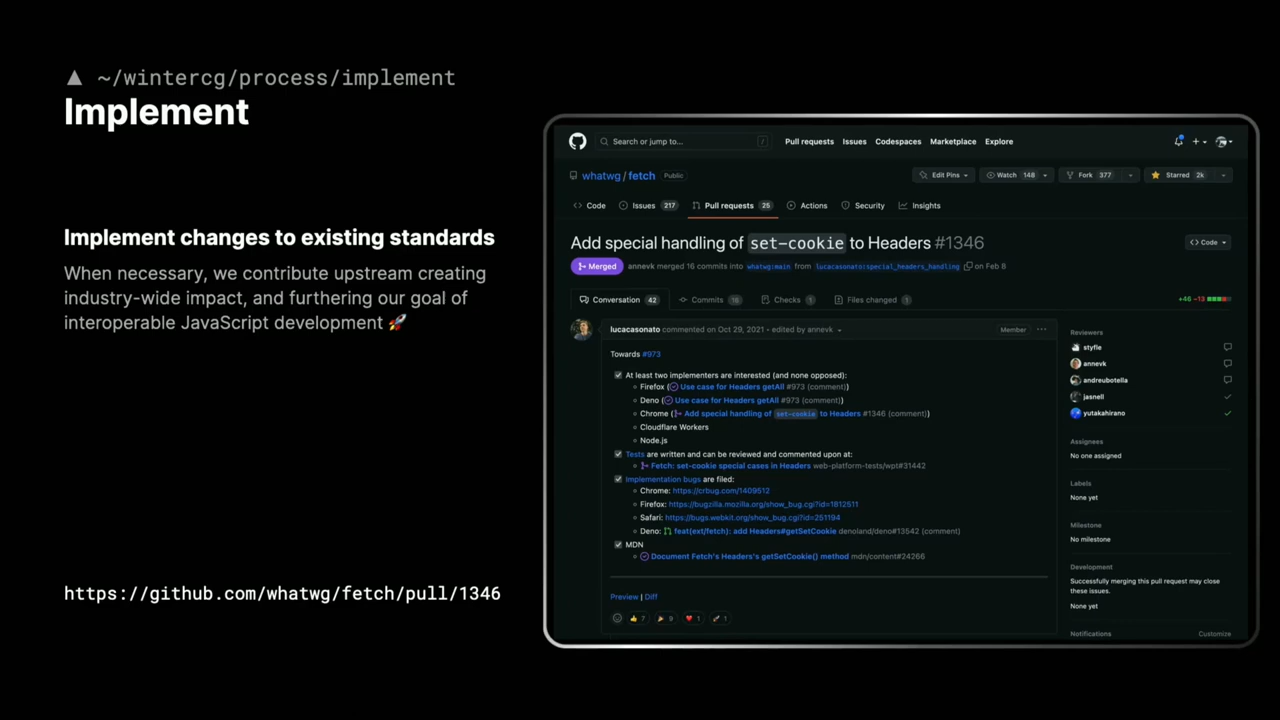 ▲ ~/wintercg/process/implement
Implement
Implement changes to existing standards
When necessary, we contribute upstream creating
industry-wide impact, and furthering our goal of
interoperable JavaScript development 🚀
https://github.com/whatwg/fetch/pull/1346
Search or jump to... /
Pull requests Issues Codespaces Marketplace Explore
whatwg / fetch Public
Edit Pins Watch 148 Fork 377 Starred 2k
Code Issues 217 Pull requests 25 Actions Security Insights
Add special handling of set-cookie to Headers #1346
Code
Merged annevk merged 16 commits into whatwg:main from lucacasonato:special_headers_handling on Feb 8
Conversation 42 Commits 16 Checks 1 Files changed 1
+46 −13
lucacasonato commented on Oct 29, 2021 • edited by annevk
Member
Towards #973
At least two implementers are interested (and none opposed):
Firefox (Use case for Headers getAll #973 (comment))
Deno (Use case for Headers getAll #973 (comment))
Chrome (Add special handling of set-cookie to Headers #1346 (comment))
Cloudflare Workers
Node.js
Tests are written and can be reviewed and commented upon at:
Fetch: set-cookie special cases in Headers web-platform-tests/wpt#31442
Implementation bugs are filed:
Chrome: https://crbug.com/1409512
Firefox: https://bugzilla.mozilla.org/show_bug.cgi?id=1812511
Safari: https://bugs.webkit.org/show_bug.cgi?id=251194
Deno: feat(ext/fetch): add Headers#getSetCookie denoland/deno#13542 (comment)
MDN
Document Fetch's Headers's getSetCookie() method mdn/content#24266
Preview | Diff
👍 7 🎉 9 ❤️ 1 🚀 1
Reviewers
styfle
annevk
andreubotella
jasnell
yutakahirano
Assignees
No one assigned
Labels
None yet
Milestone
No milestone
Development
Successfully merging this pull request may close
these issues.
None yet
Notifications Customize